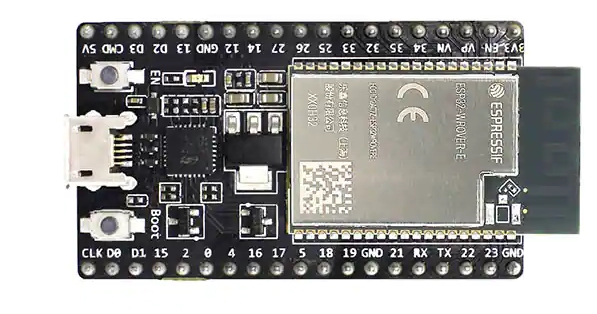 5V CMD D3 D2 13 GND 12 14 27 26 25 33 32 35 34 VN VP EN 3V3
EN
Boot
ESPRESSIF
ESP32-WROVER-E
CE
XX0H32
CLK D0 D1 15 2 0 4 16 17 5 18 19 GND 21 RX TX 22 23 GND